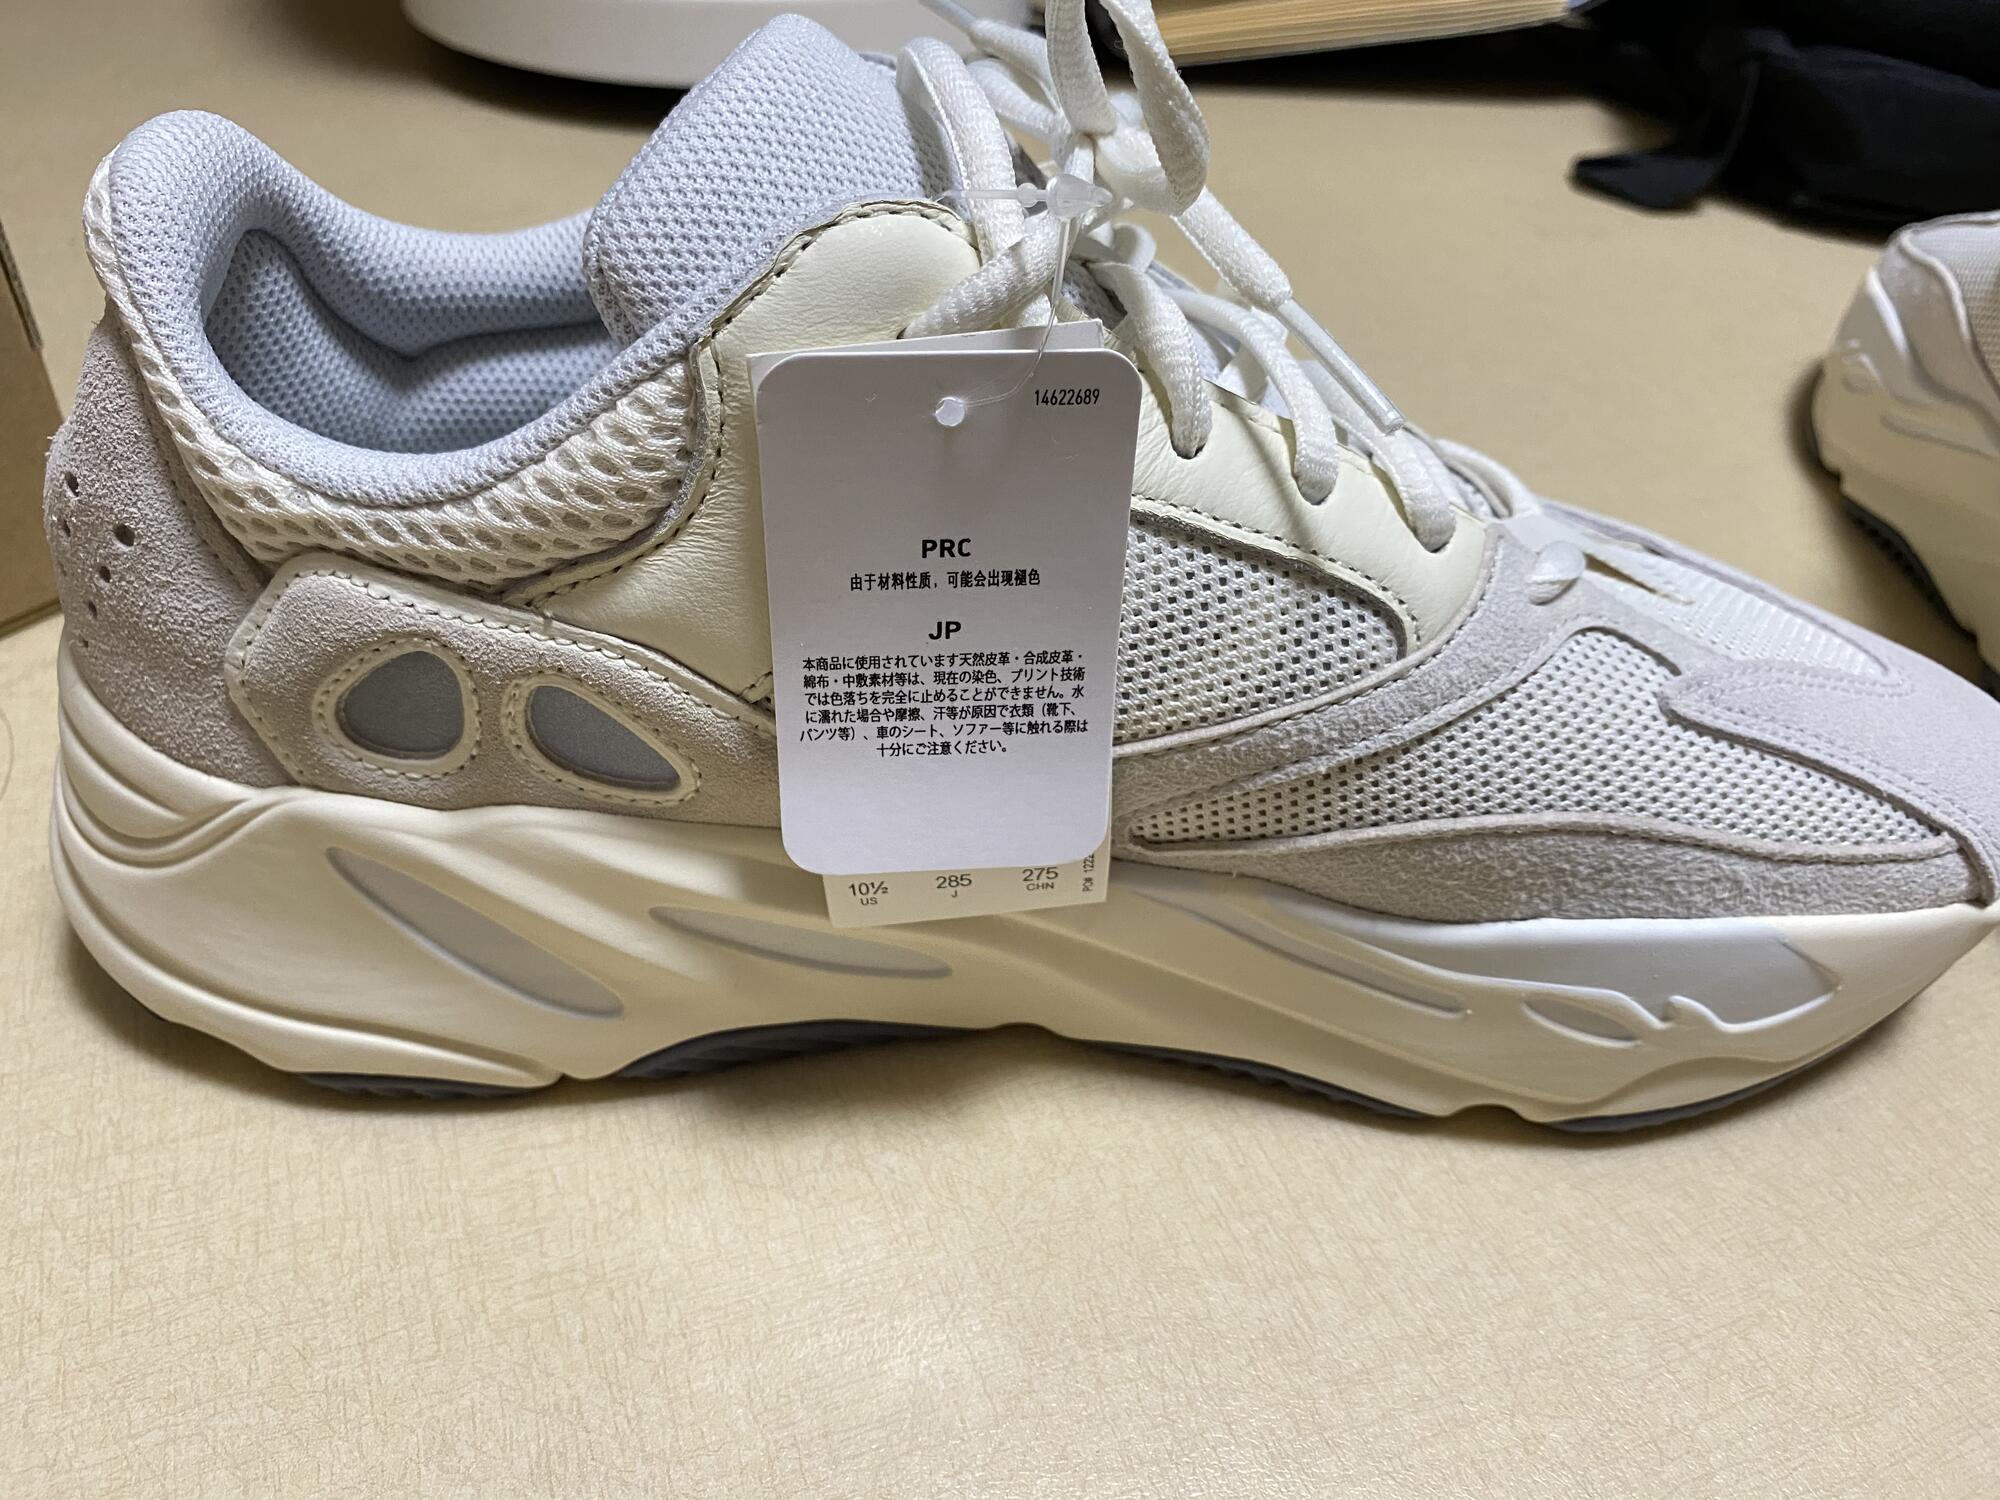 14622689
PRC
由于材料性质，可能会出现褪色
JP
本商品に使用されています天然皮革・合成皮革・
綿布・中敷素材等は、現在の染色、プリント技術
では色落ちを完全に止めることができません。水
に濡れた場合や摩擦、汗等が原因で衣類（靴下、
パンツ等）、車のシート、ソファー等に触れる際は
十分にご注意ください。
10½ 285 275
US J CHN
PO# 1222